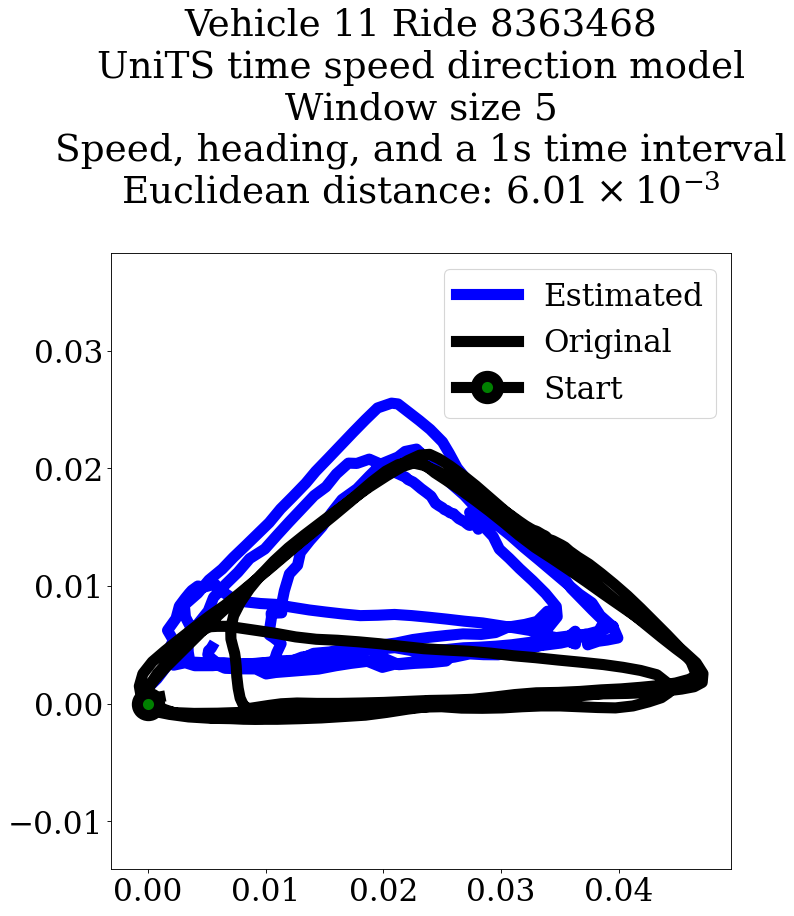 Vehicle 11 Ride 8363468
UniTS time speed direction model
Window size 5
Speed, heading, and a 1s time interval
Euclidean distance: 6.01 × 10⁻³
Estimated
Original
Start
0.03
0.02
0.01
0.00
−0.01
0.00 0.01 0.02 0.03 0.04